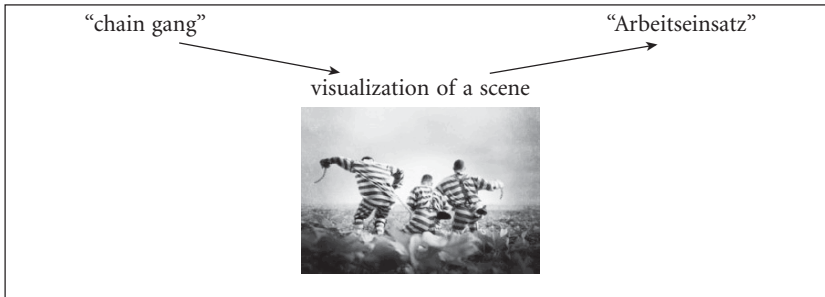 “chain gang” “Arbeitseinsatz”
visualization of a scene